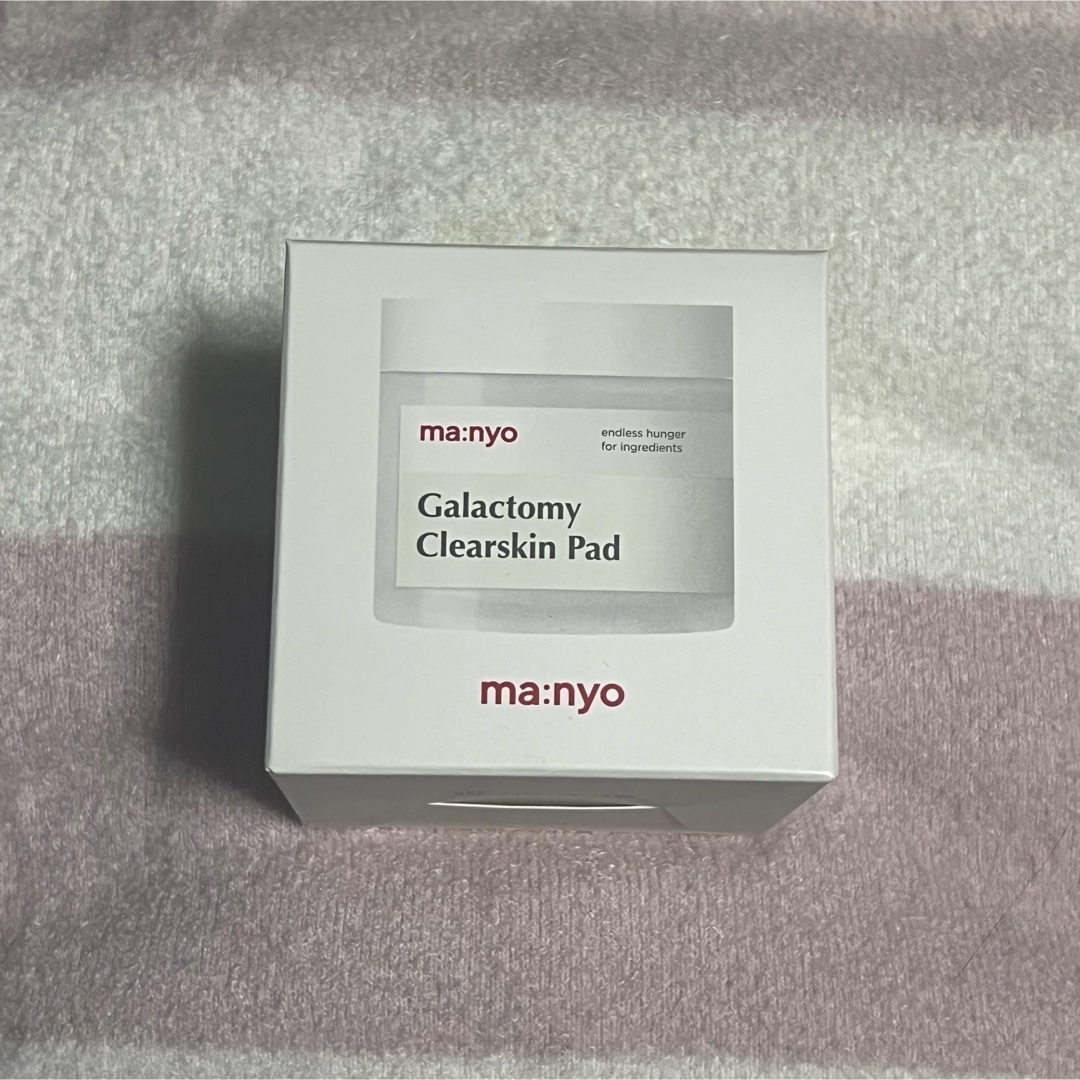 ma:nyo
endless hunger
for ingredients
Galactomy
Clearskin Pad
ma:nyo